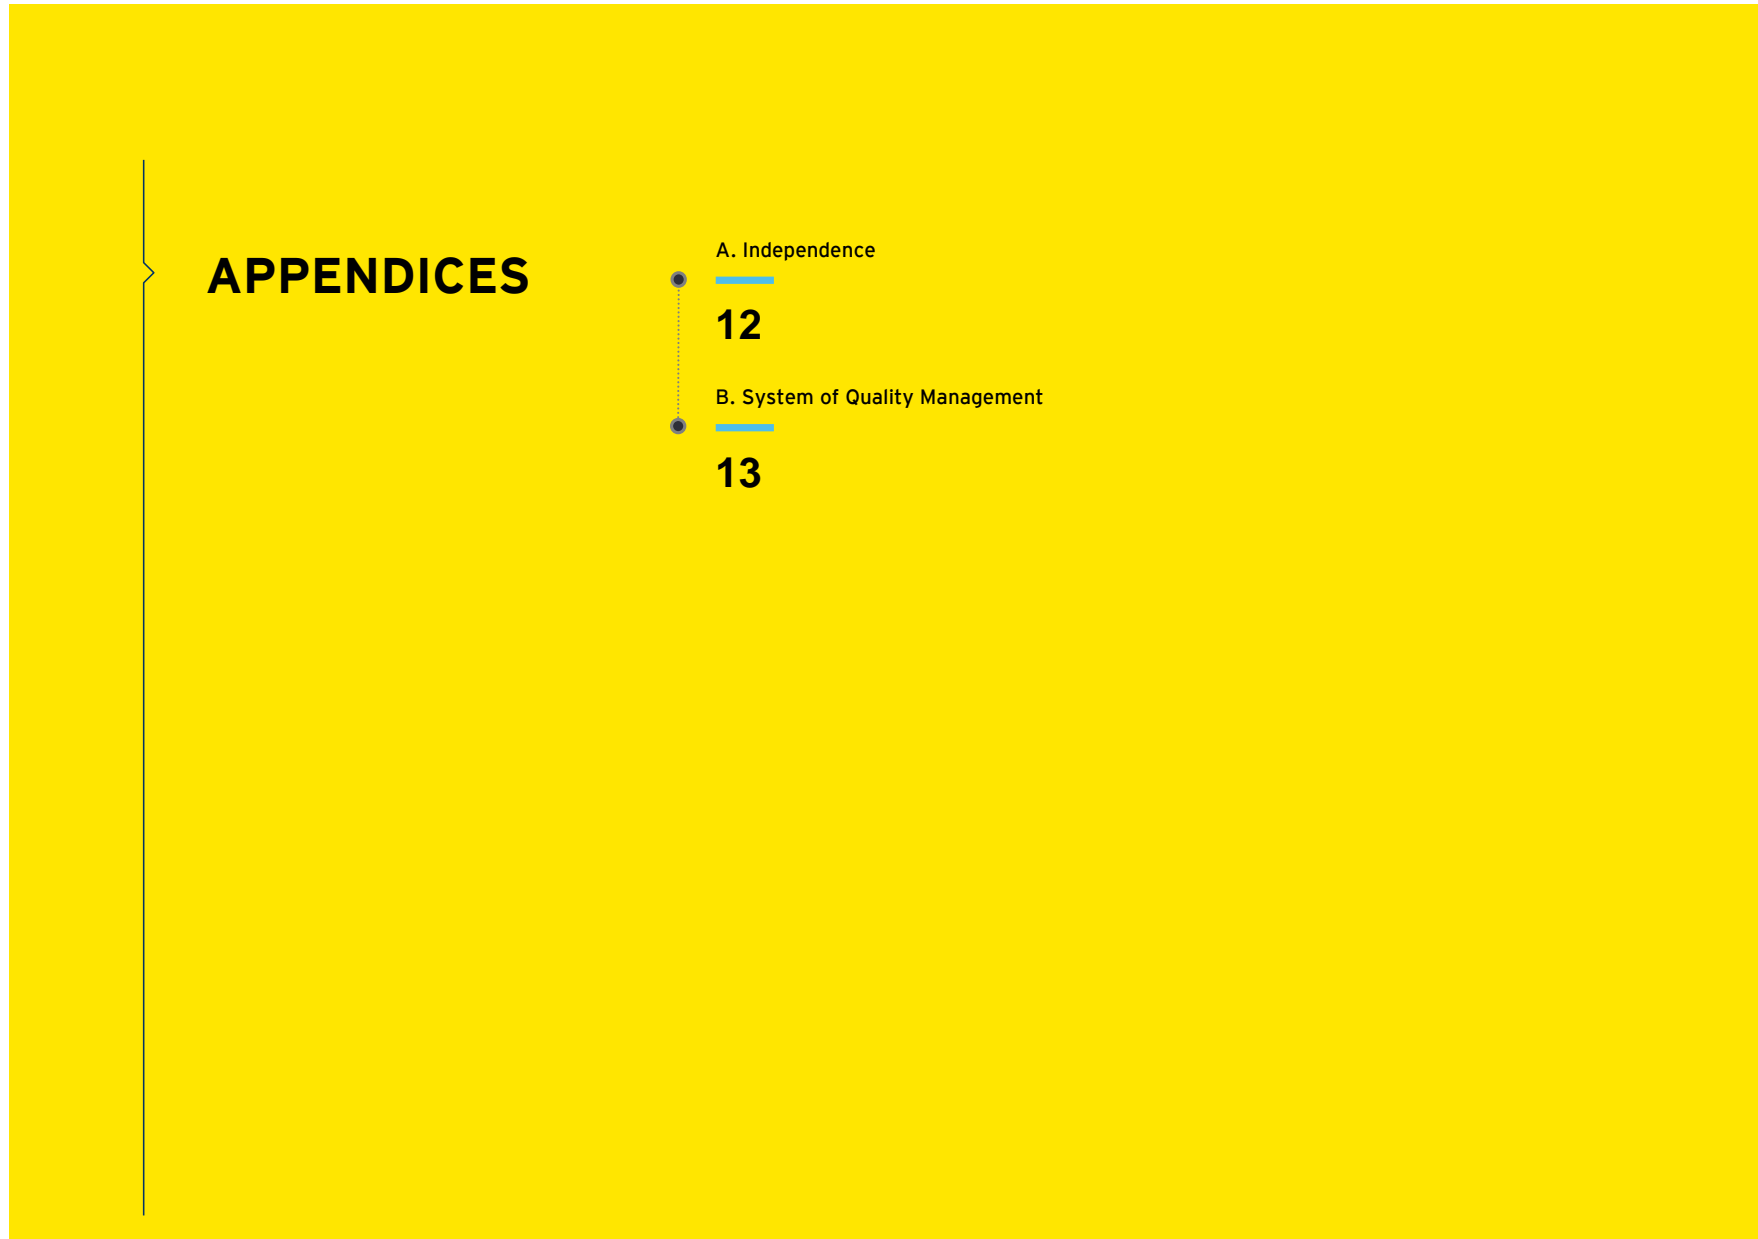 APPENDICES
A. Independence
12
B. System of Quality Management
13